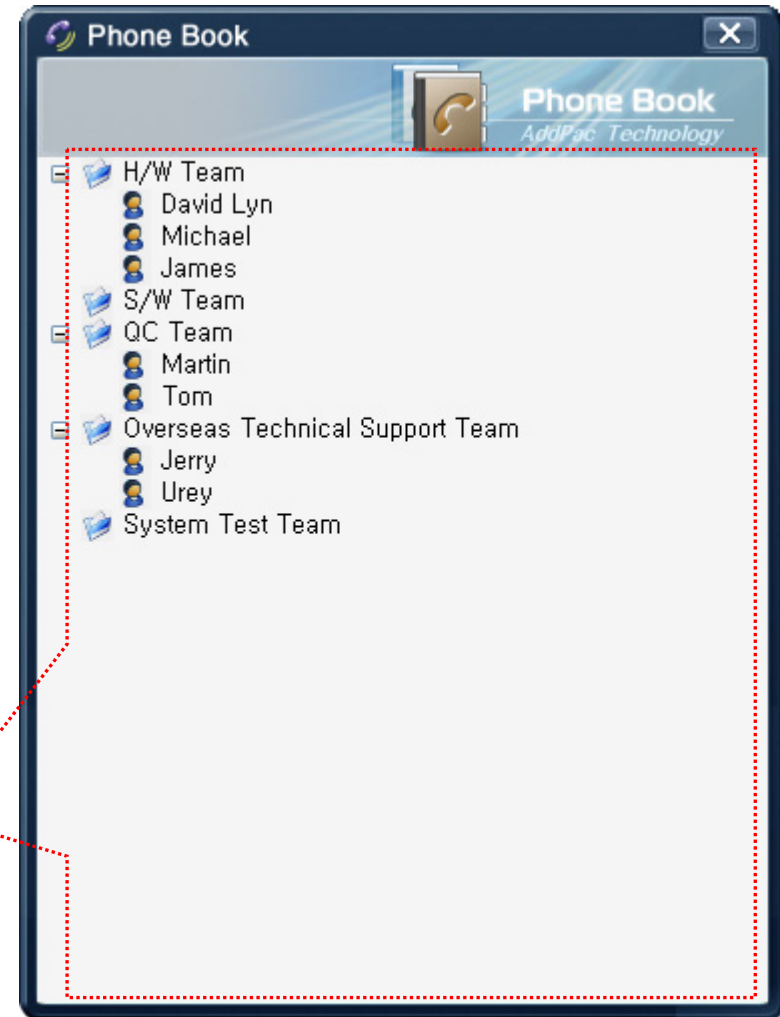 Phone Book
Phone Book
AddPac Technology
H/W Team
David Lyn
Michael
James
S/W Team
QC Team
Martin
Tom
Overseas Technical Support Team
Jerry
Urey
System Test Team